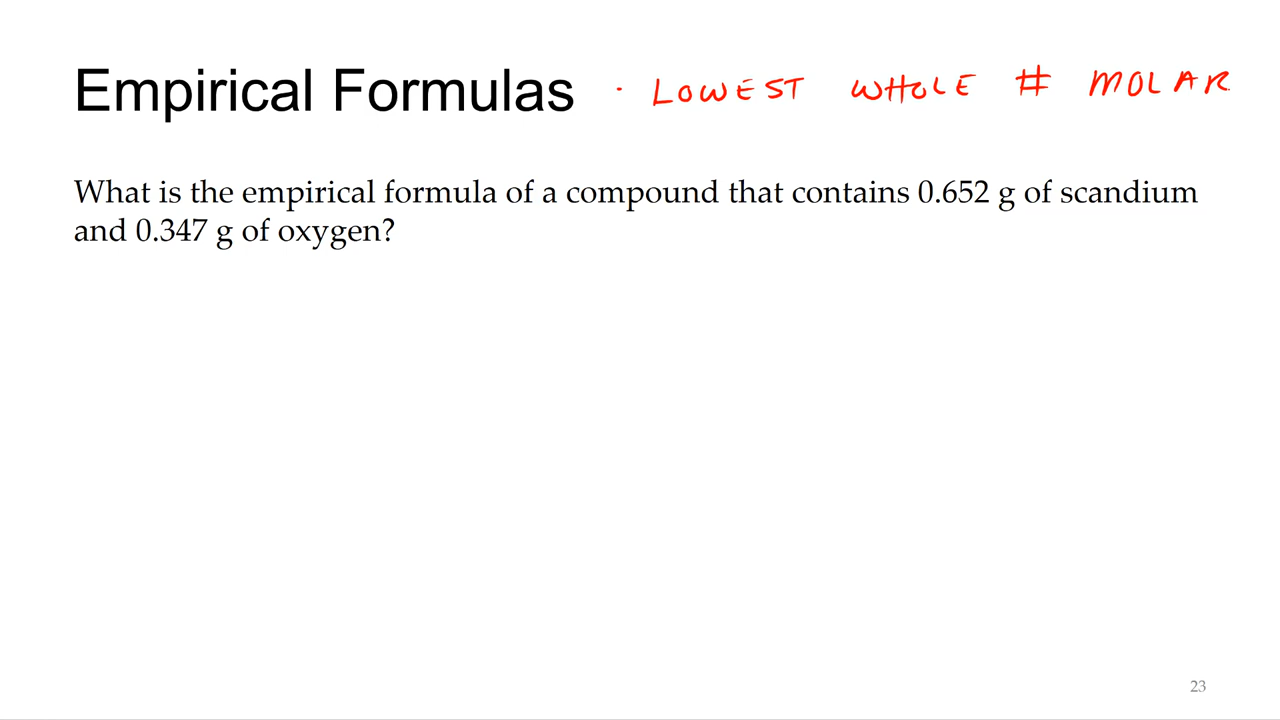 Empirical Formulas · LOWEST WHOLE # MOLAR
What is the empirical formula of a compound that contains 0.652 g of scandium
and 0.347 g of oxygen?
23